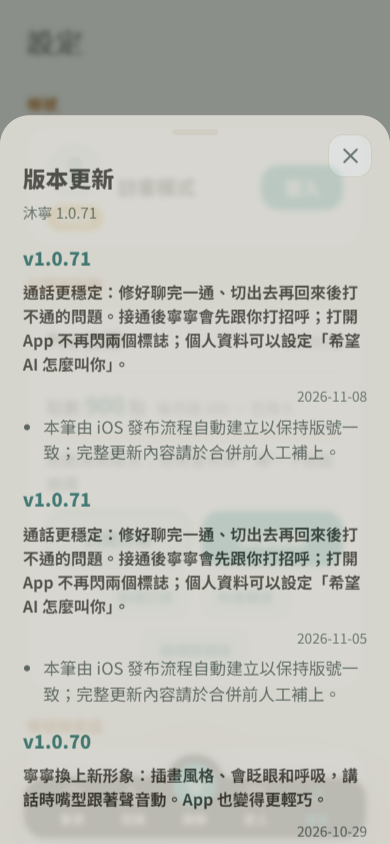 設定
版本更新
沐寧 1.0.71
v1.0.71
通話更穩定：修好聊完一通、切出去再回來後打
不通的問題。接通後寧寧會先跟你打招呼；打開
App 不再閃兩個標誌；個人資料可以設定「希望
AI 怎麼叫你」。
2026-11-08
• 本筆由 iOS 發布流程自動建立以保持版號一
致；完整更新內容請於合併前人工補上。
v1.0.71
通話更穩定：修好聊完一通、切出去再回來後打
不通的問題。接通後寧寧會先跟你打招呼；打開
App 不再閃兩個標誌；個人資料可以設定「希望
AI 怎麼叫你」。
2026-11-05
• 本筆由 iOS 發布流程自動建立以保持版號一
致；完整更新內容請於合併前人工補上。
v1.0.70
寧寧換上新形象：插畫風格、會眨眼和呼吸，講
話時嘴型跟著聲音動。App 也變得更輕巧。
2026-10-29